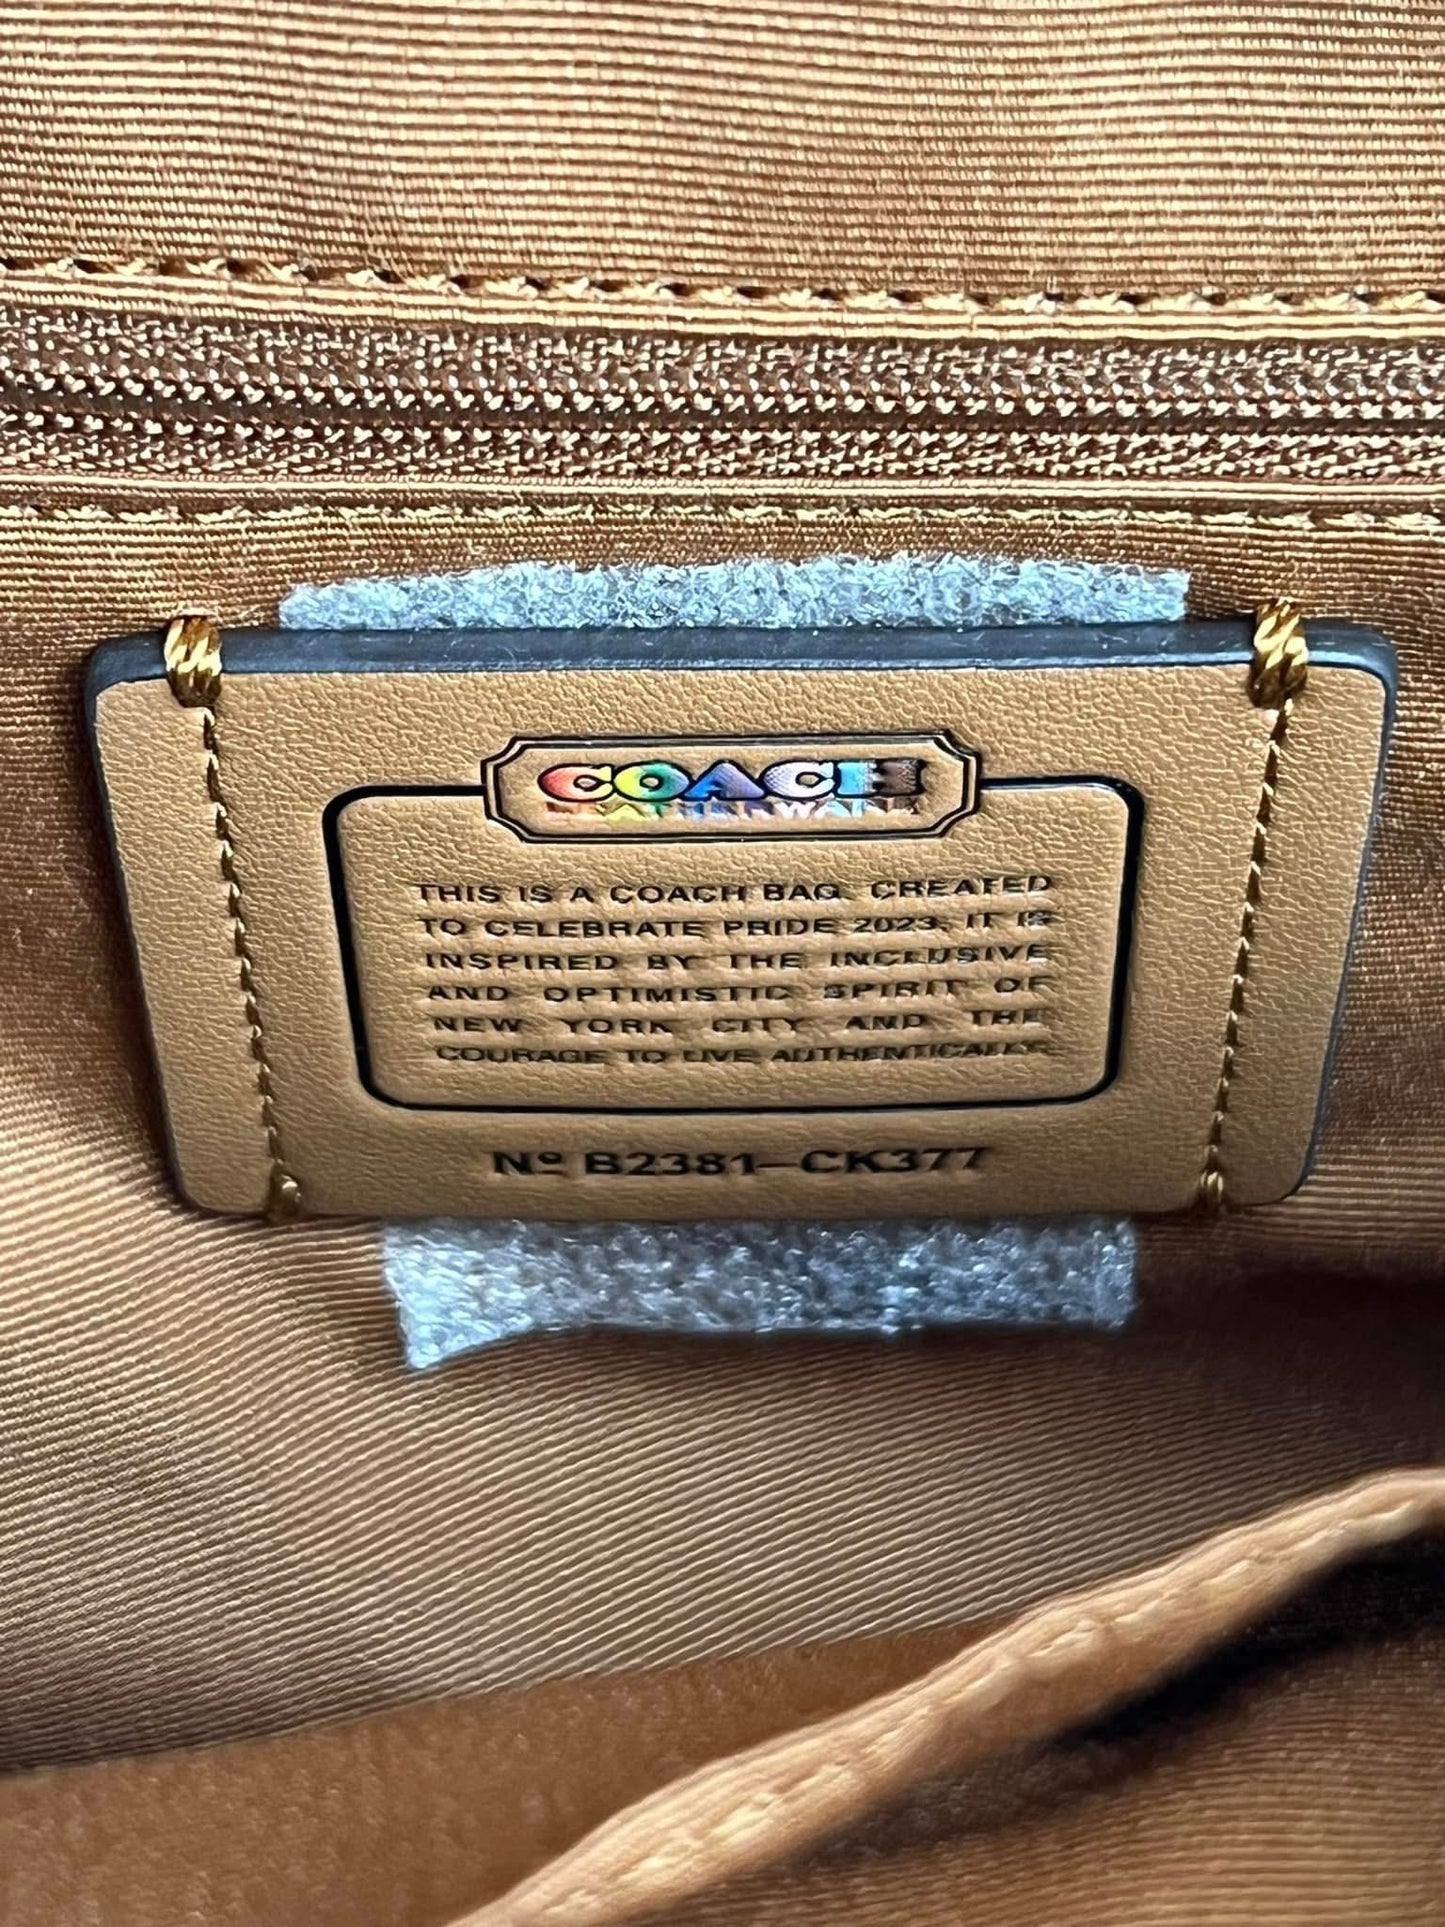 COACH
LEATHERWARE
THIS IS A COACH BAG. CREATED
TO CELEBRATE PRIDE 2023, IT IS
INSPIRED BY THE INCLUSIVE
AND OPTIMISTIC SPIRIT OF
NEW YORK CITY AND THE
COURAGE TO LIVE AUTHENTICALLY.
Nº B2381-CK377